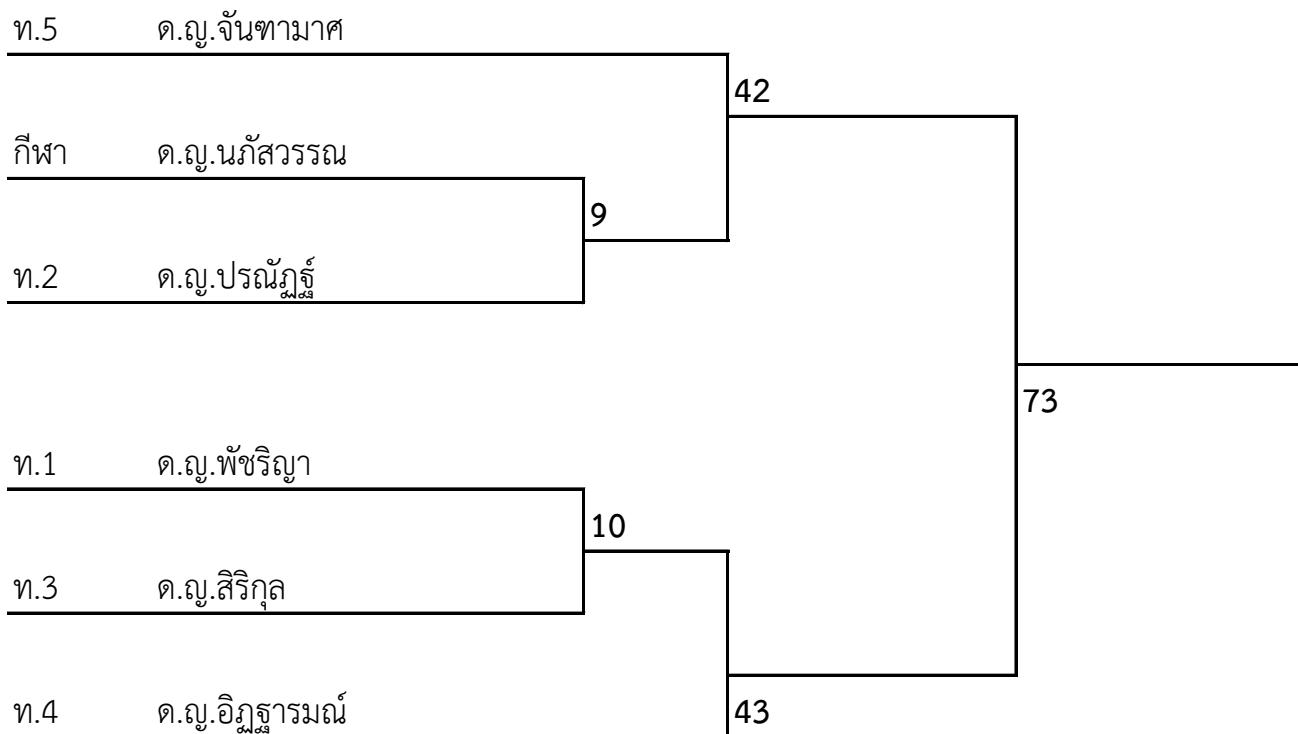 ท.5 ด.ญ.จันฑามาศ
42
กีฬา ด.ญ.นภัสวรรณ
9
ท.2 ด.ญ.ปรณัฏฐ์
73
ท.1 ด.ญ.พัชริญา
10
ท.3 ด.ญ.สิริกุล
ท.4 ด.ญ.อิฏฐารมณ์ 43